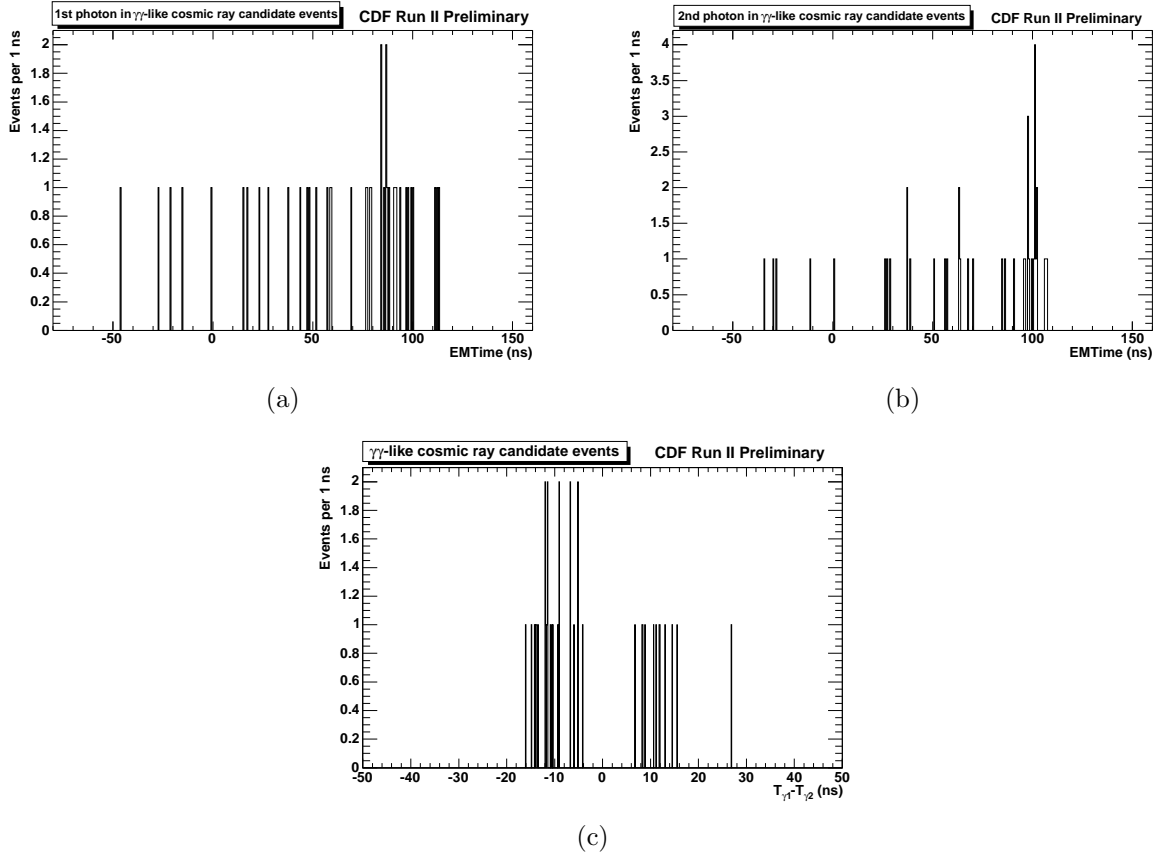 1st photon in γγ-like cosmic ray candidate events
CDF Run II Preliminary
Events per 1 ns
2
1.8
1.6
1.4
1.2
1
0.8
0.6
0.4
0.2
0
-50 0 50 100 150
EMTime (ns)
(a)
2nd photon in γγ-like cosmic ray candidate events
CDF Run II Preliminary
Events per 1 ns
4
3.5
3
2.5
2
1.5
1
0.5
0
-50 0 50 100 150
EMTime (ns)
(b)
γγ-like cosmic ray candidate events
CDF Run II Preliminary
Events per 1 ns
2
1.8
1.6
1.4
1.2
1
0.8
0.6
0.4
0.2
0
-50 -40 -30 -20 -10 0 10 20 30 40 50
Tγ1-Tγ2 (ns)
(c)